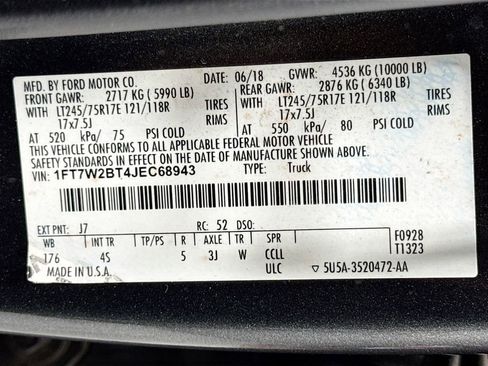 MFD. BY FORD MOTOR CO.
DATE: 06/18 GVWR: 4536 KG (10000 LB)
FRONT GAWR: 2717 KG ( 5990 LB) REAR GAWR: 2876 KG ( 6340 LB)
WITH LT245/75R17E 121/118R TIRES WITH LT245/75R17E 121/118R TIRES
17x7.5J RIMS 17x7.5J RIMS
AT 520 kPa/ 75 PSI COLD AT 550 kPa/ 80 PSI COLD
THIS VEHICLE CONFORMS TO ALL APPLICABLE FEDERAL MOTOR VEHICLE
SAFETY STANDARDS IN EFFECT ON THE DATE OF MANUFACTURE SHOWN ABOVE.
VIN: 1FT7W2BT4JEC68943
TYPE: Truck
EXT PNT: J7 RC: 52 DSO:
WB INT TR TP/PS R AXLE TR SPR F0928
176 4S 5 3J W CCLL T1323
MADE IN U.S.A. ULC 5U5A-3520472-AA